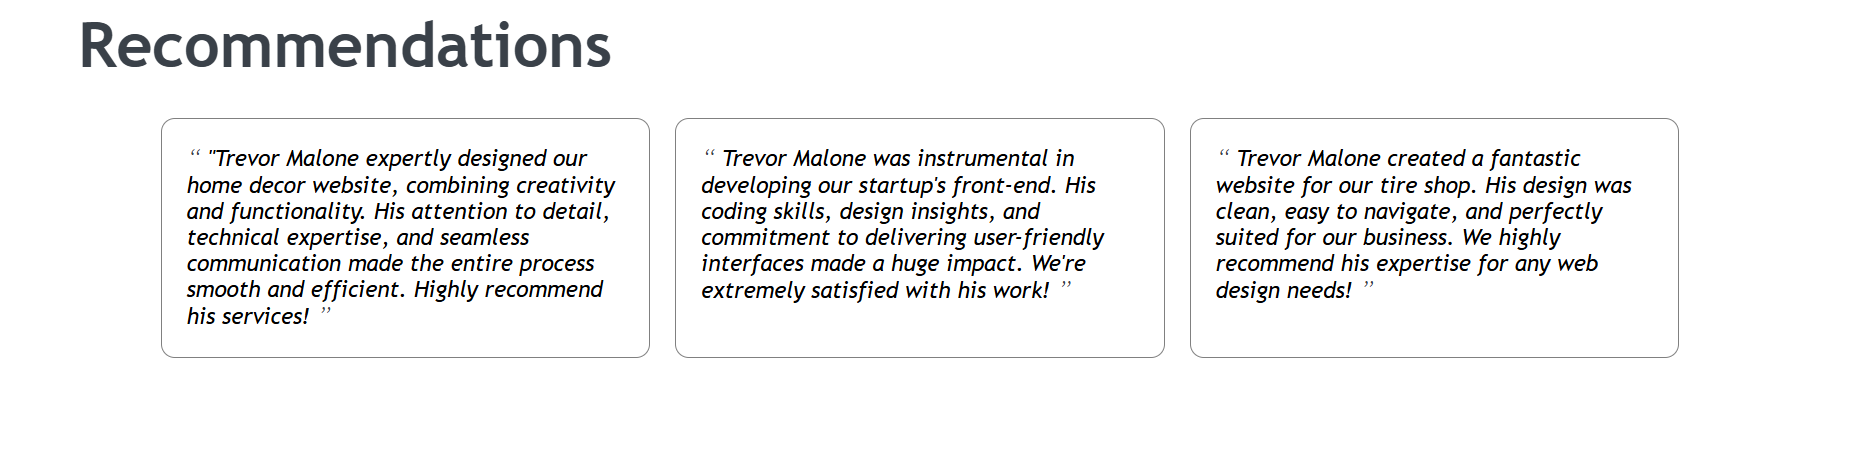 Recommendations
“ "Trevor Malone expertly designed our
home decor website, combining creativity
and functionality. His attention to detail,
technical expertise, and seamless
communication made the entire process
smooth and efficient. Highly recommend
his services! ”
“ Trevor Malone was instrumental in
developing our startup's front-end. His
coding skills, design insights, and
commitment to delivering user-friendly
interfaces made a huge impact. We're
extremely satisfied with his work! ”
“ Trevor Malone created a fantastic
website for our tire shop. His design was
clean, easy to navigate, and perfectly
suited for our business. We highly
recommend his expertise for any web
design needs! ”